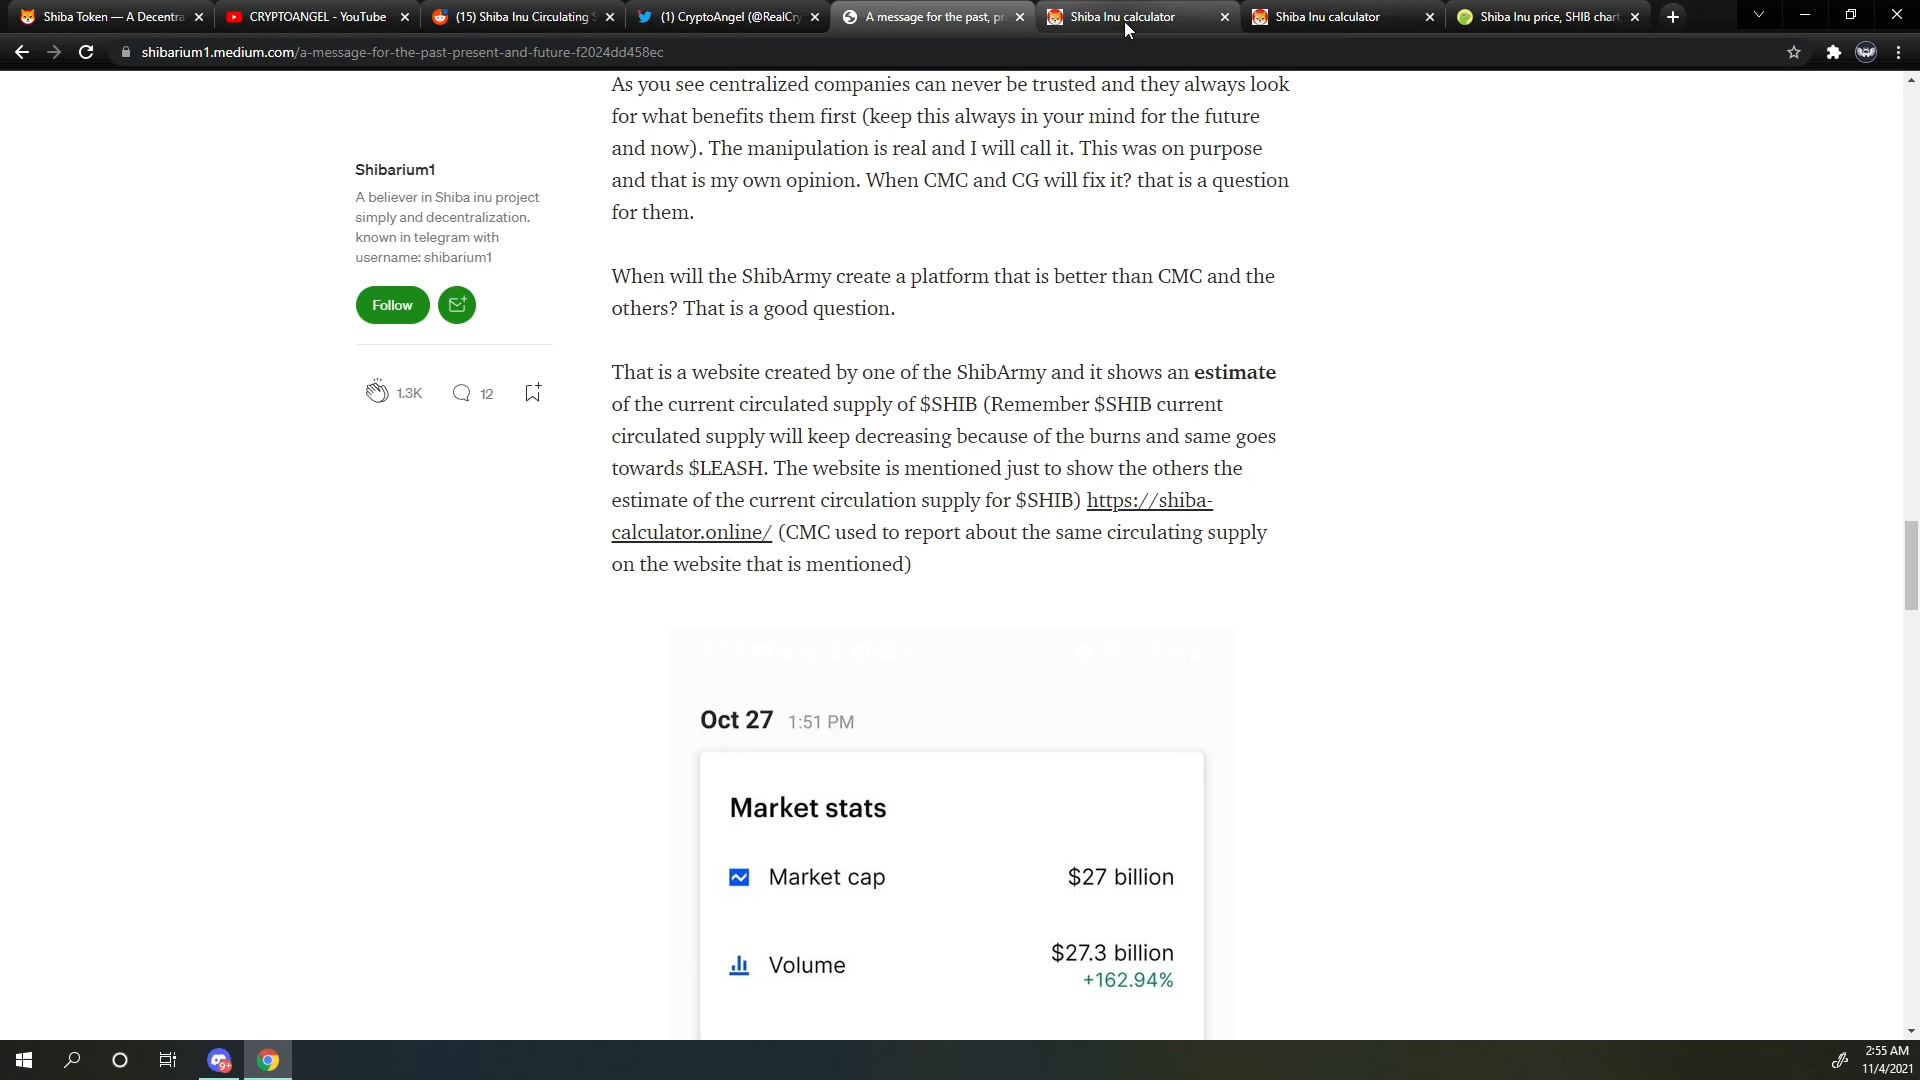 Shiba Token — A Decentra
CRYPTOANGEL - YouTube
(15) Shiba Inu Circulating S
(1) CryptoAngel (@RealCry
A message for the past, pr
Shiba Inu calculator
Shiba Inu calculator
Shiba Inu price, SHIB chart
shibarium1.medium.com/a-message-for-the-past-present-and-future-f2024dd458ec
Shibarium1
A believer in Shiba inu project
simply and decentralization.
known in telegram with
username: shibarium1
Follow
1.3K
12
As you see centralized companies can never be trusted and they always look
for what benefits them first (keep this always in your mind for the future
and now). The manipulation is real and I will call it. This was on purpose
and that is my own opinion. When CMC and CG will fix it? that is a question
for them.
When will the ShibArmy create a platform that is better than CMC and the
others? That is a good question.
That is a website created by one of the ShibArmy and it shows an estimate
of the current circulated supply of $SHIB (Remember $SHIB current
circulated supply will keep decreasing because of the burns and same goes
towards $LEASH. The website is mentioned just to show the others the
estimate of the current circulation supply for $SHIB) https://shiba-
calculator.online/ (CMC used to report about the same circulating supply
on the website that is mentioned)
Oct 27 1:51 PM
Market stats
Market cap $27 billion
Volume $27.3 billion
+162.94%
9+
2:55 AM
11/4/2021